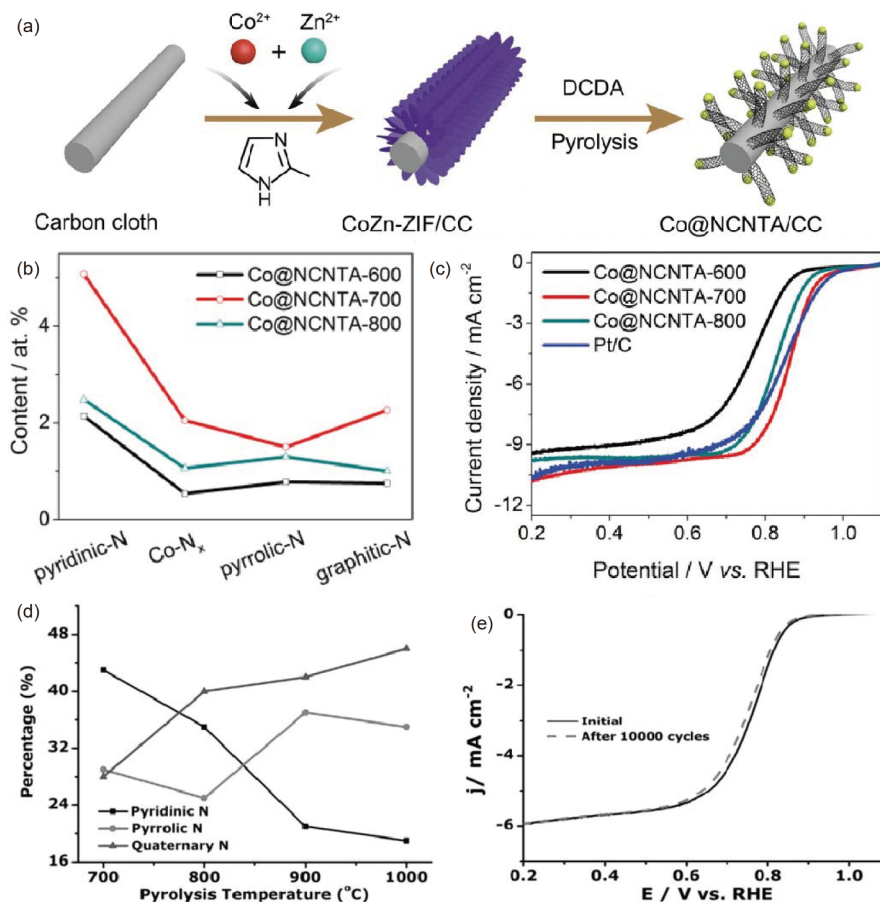 (a)
Co²⁺ Zn²⁺
+
N
N
H
DCDA
Pyrolysis
Carbon cloth
CoZn-ZIF/CC
Co@NCNTA/CC
(b)
Content / at. %
4
2
0
Co@NCNTA-600
Co@NCNTA-700
Co@NCNTA-800
pyridinic-N
Co-Nₓ
pyrrolic-N
graphitic-N
(c)
Current density / mA cm⁻²
0
-3
-6
-9
-12
Co@NCNTA-600
Co@NCNTA-700
Co@NCNTA-800
Pt/C
0.2 0.4 0.6 0.8 1.0
Potential / V vs. RHE
(d)
Percentage (%)
48
40
32
24
16
Pyridinic N
Pyrrolic N
Quaternary N
700 800 900 1000
Pyrolysis Temperature (°C)
(e)
j/ mA cm⁻²
0
-2
-4
-6
Initial
After 10000 cycles
0.2 0.4 0.6 0.8 1.0
E / V vs. RHE